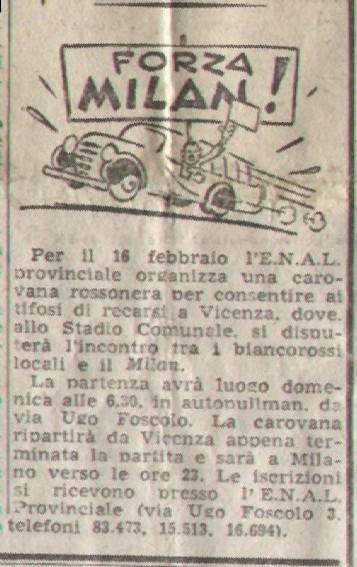 FORZA
MILAN!
Per il 16 febbraio l'E.N.A.L.
provinciale organizza una caro-
vana rossonera per consentire ai
tifosi di recarsi a Vicenza, dove,
allo Stadio Comunale, si dispu-
terà l'incontro tra i biancorossi
locali e il Milan.
La partenza avrà luogo dome-
nica alle 6.30, in autopullman, da
via Ugo Foscolo. La carovana
ripartirà da Vicenza appena ter-
minata la partita e sarà a Mila-
no verso le ore 23. Le iscrizioni
si ricevono presso l'E.N.A.L.
Provinciale (via Ugo Foscolo 3,
telefoni 83.473, 15.513, 16.694).